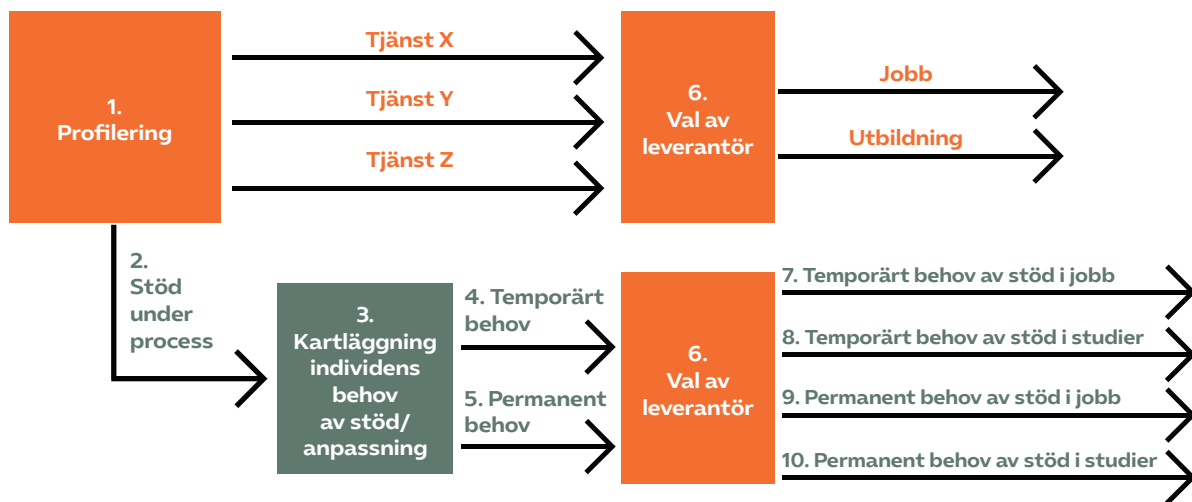 1.
Profilering
Tjänst X
Tjänst Y
Tjänst Z
6.
Val av
leverantör
Jobb
Utbildning
2.
Stöd
under
process
3.
Kartläggning
individens
behov
av stöd/
anpassning
4. Temporärt
behov
5. Permanent
behov
6.
Val av
leverantör
7. Temporärt behov av stöd i jobb
8. Temporärt behov av stöd i studier
9. Permanent behov av stöd i jobb
10. Permanent behov av stöd i studier